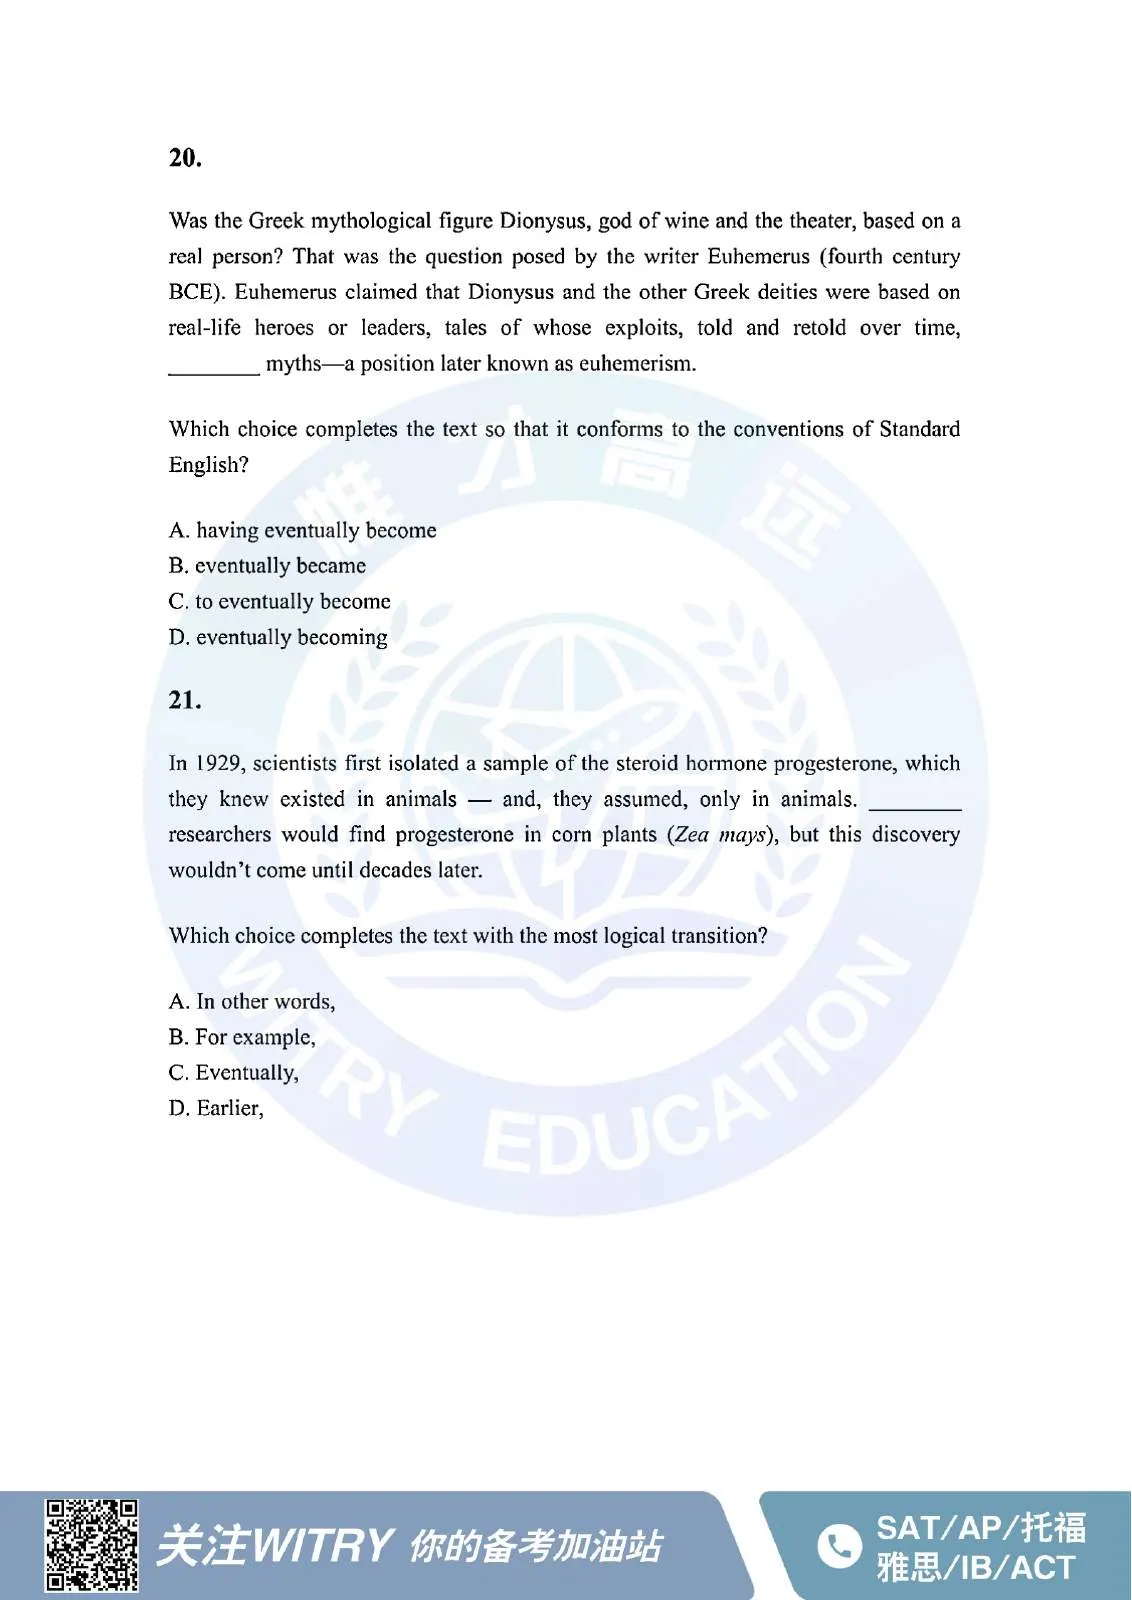 20.
Was the Greek mythological figure Dionysus, god of wine and the theater, based on a
real person? That was the question posed by the writer Euhemerus (fourth century
BCE). Euhemerus claimed that Dionysus and the other Greek deities were based on
real-life heroes or leaders, tales of whose exploits, told and retold over time,
________ myths—a position later known as euhemerism.
Which choice completes the text so that it conforms to the conventions of Standard
English?
A. having eventually become
B. eventually became
C. to eventually become
D. eventually becoming
21.
In 1929, scientists first isolated a sample of the steroid hormone progesterone, which
they knew existed in animals — and, they assumed, only in animals. ________
researchers would find progesterone in corn plants (Zea mays), but this discovery
wouldn't come until decades later.
Which choice completes the text with the most logical transition?
A. In other words,
B. For example,
C. Eventually,
D. Earlier,
惟才高远
WITRY EDUCATION
关注WITRY 你的备考加油站
SAT/AP/托福
雅思/IB/ACT